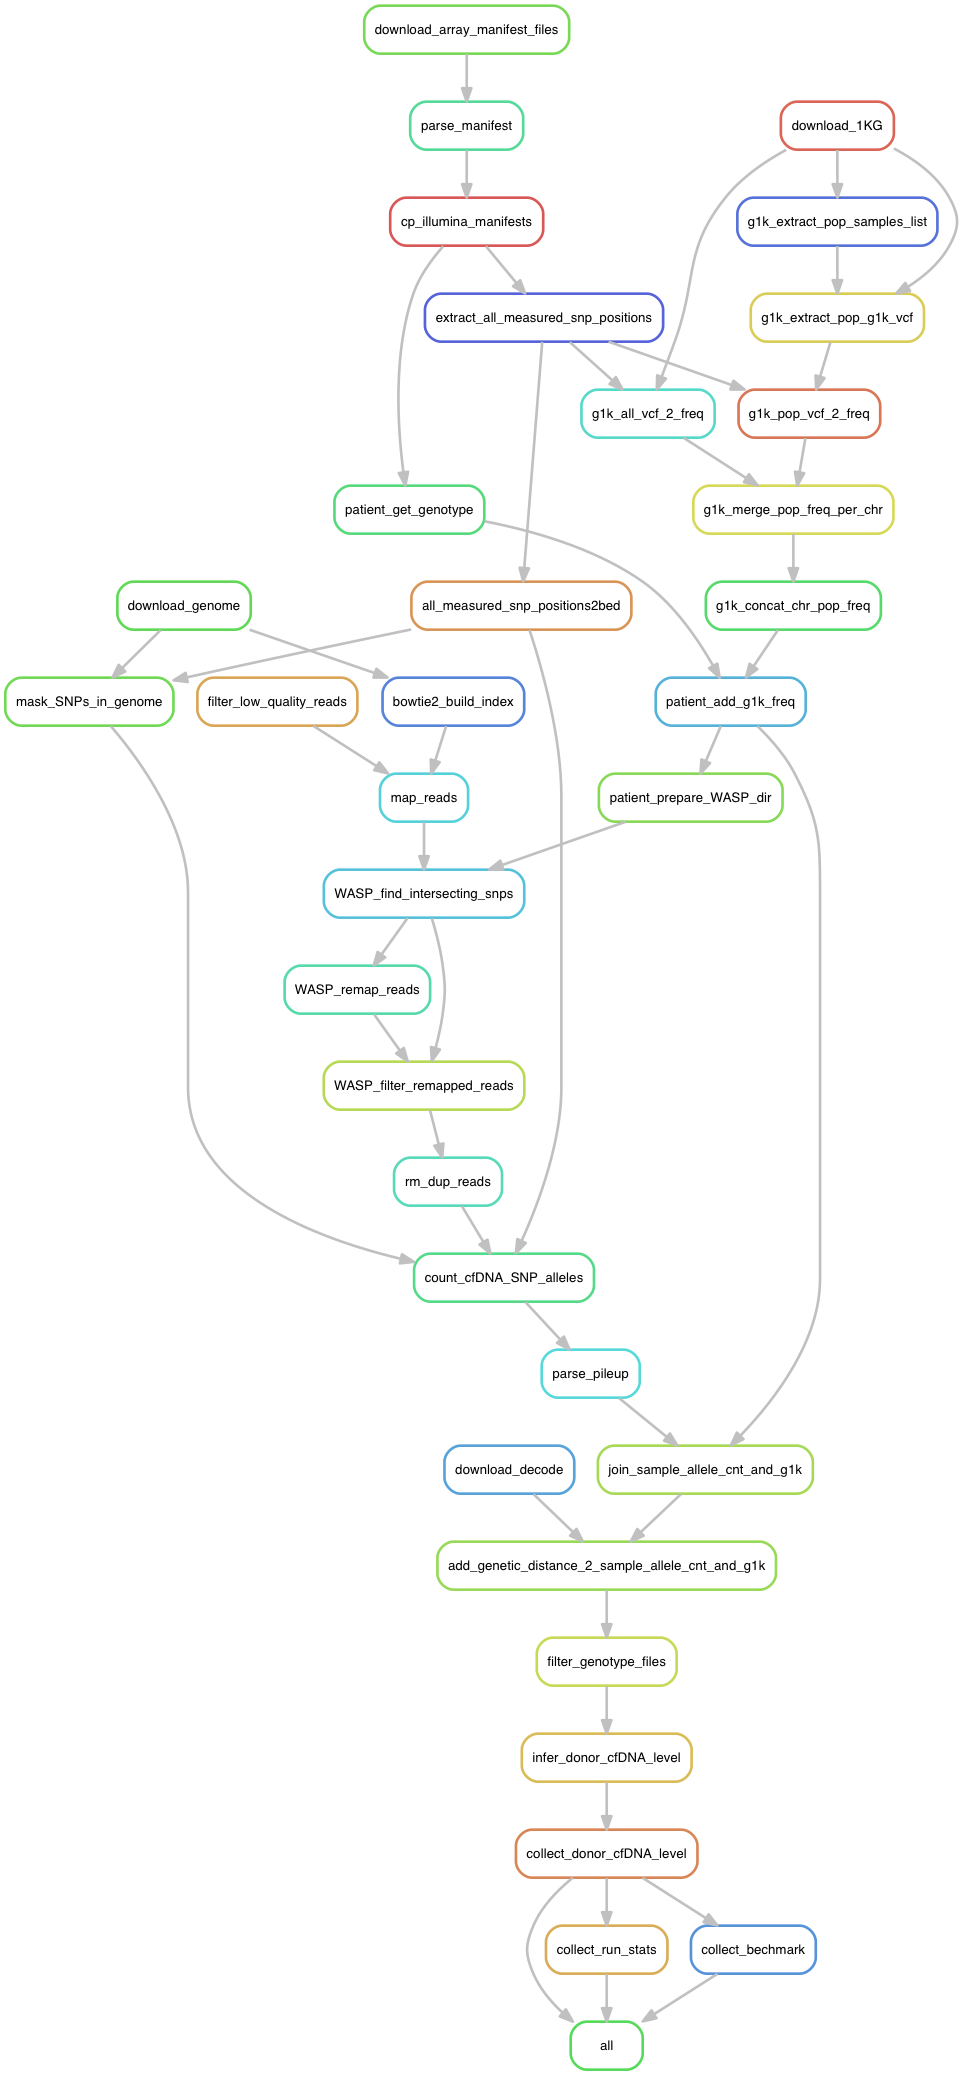 download_array_manifest_files
parse_manifest
download_1KG
cp_illumina_manifests
g1k_extract_pop_samples_list
extract_all_measured_snp_positions
g1k_extract_pop_g1k_vcf
g1k_all_vcf_2_freq
g1k_pop_vcf_2_freq
patient_get_genotype
g1k_merge_pop_freq_per_chr
download_genome
all_measured_snp_positions2bed
g1k_concat_chr_pop_freq
mask_SNPs_in_genome
filter_low_quality_reads
bowtie2_build_index
patient_add_g1k_freq
map_reads
patient_prepare_WASP_dir
WASP_find_intersecting_snps
WASP_remap_reads
WASP_filter_remapped_reads
rm_dup_reads
count_cfDNA_SNP_alleles
parse_pileup
download_decode
join_sample_allele_cnt_and_g1k
add_genetic_distance_2_sample_allele_cnt_and_g1k
filter_genotype_files
infer_donor_cfDNA_level
collect_donor_cfDNA_level
collect_run_stats
collect_bechmark
all